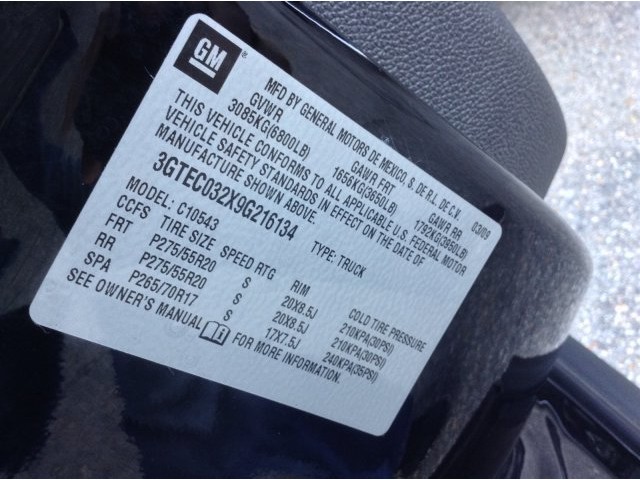 GM ®
MFD BY GENERAL MOTORS DE MEXICO, S. DE R.L. DE C.V. 03/09
GVWR GAWR FRT GAWR RR
3085KG(6800LB) 1656KG(3650LB) 1792KG(3950LB)
THIS VEHICLE CONFORMS TO ALL APPLICABLE U.S. FEDERAL MOTOR
VEHICLE SAFETY STANDARDS IN EFFECT ON THE DATE OF
MANUFACTURE SHOWN ABOVE.
3GTEC032X9G216134 TYPE: TRUCK
MODEL: C10543
CCFS TIRE SIZE SPEED RTG RIM COLD TIRE PRESSURE
FRT P275/55R20 S 20X8.5J 210KPA(30PSI)
RR P275/55R20 S 20X8.5J 210KPA(30PSI)
SPA P265/70R17 S 17X7.5J 240KPA(35PSI)
SEE OWNER'S MANUAL FOR MORE INFORMATION.